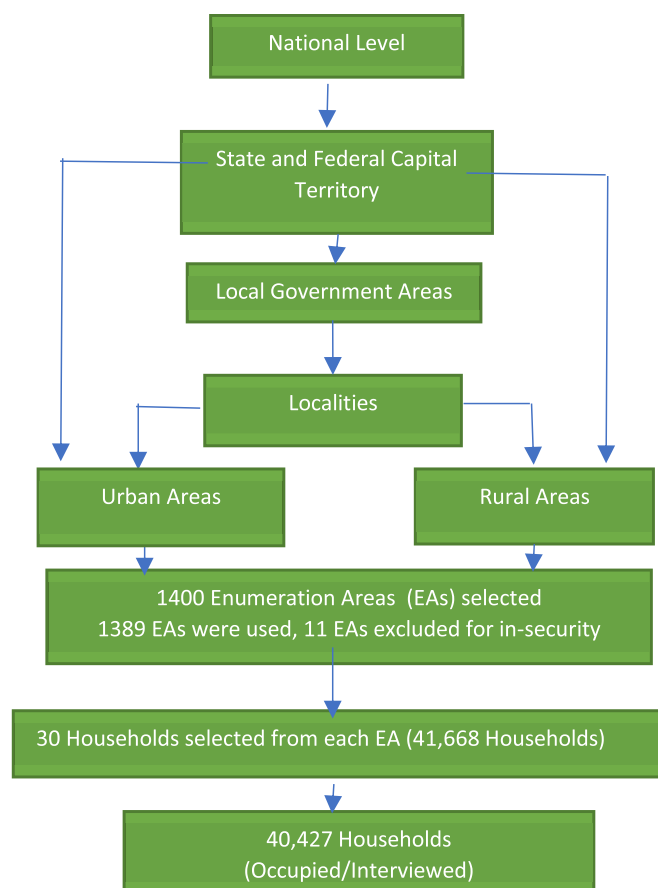 National Level
State and Federal Capital
Territory
Local Government Areas
Localities
Urban Areas
Rural Areas
1400 Enumeration Areas (EAs) selected
1389 EAs were used, 11 EAs excluded for in-security
30 Households selected from each EA (41,668 Households)
40,427 Households
(Occupied/Interviewed)